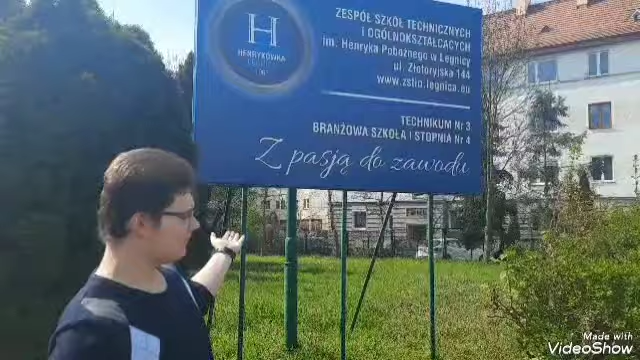 H
HENRYKÓWKA
ZESPÓŁ SZKÓŁ TECHNICZNYCH
I OGÓLNOKSZTAŁCĄCYCH
im. Henryka Pobożnego w Legnicy
ul. Złotoryjska 144
www.zstio.legnica.eu
TECHNIKUM Nr 3
BRANŻOWA SZKOŁA I STOPNIA Nr 4
Z pasją do zawodu
Made with
VideoShow